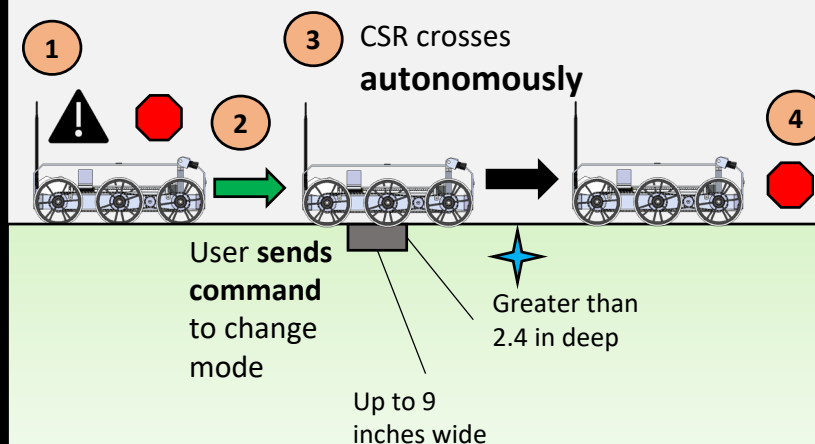 1
2
3
CSR crosses
autonomously
4
User sends
command
to change
mode
Greater than
2.4 in deep
Up to 9
inches wide